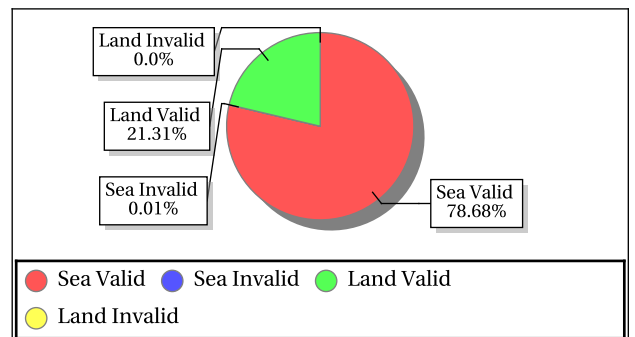 Land Invalid
0.0%
Land Valid
21.31%
Sea Invalid
0.01%
Sea Valid
78.68%
Sea Valid Sea Invalid Land Valid
Land Invalid